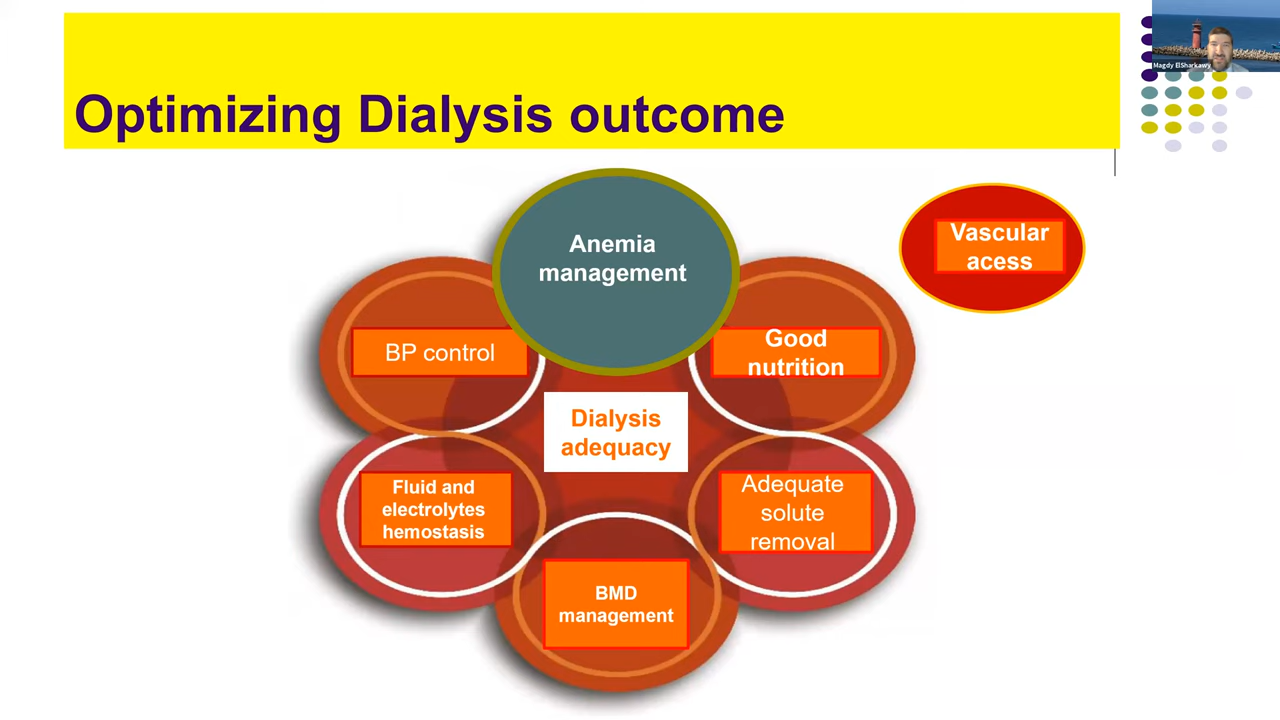 Magdy ElSharkawy
Optimizing Dialysis outcome
Anemia
management
Vascular
acess
BP control
Good
nutrition
Dialysis
adequacy
Fluid and
electrolytes
hemostasis
Adequate
solute
removal
BMD
management